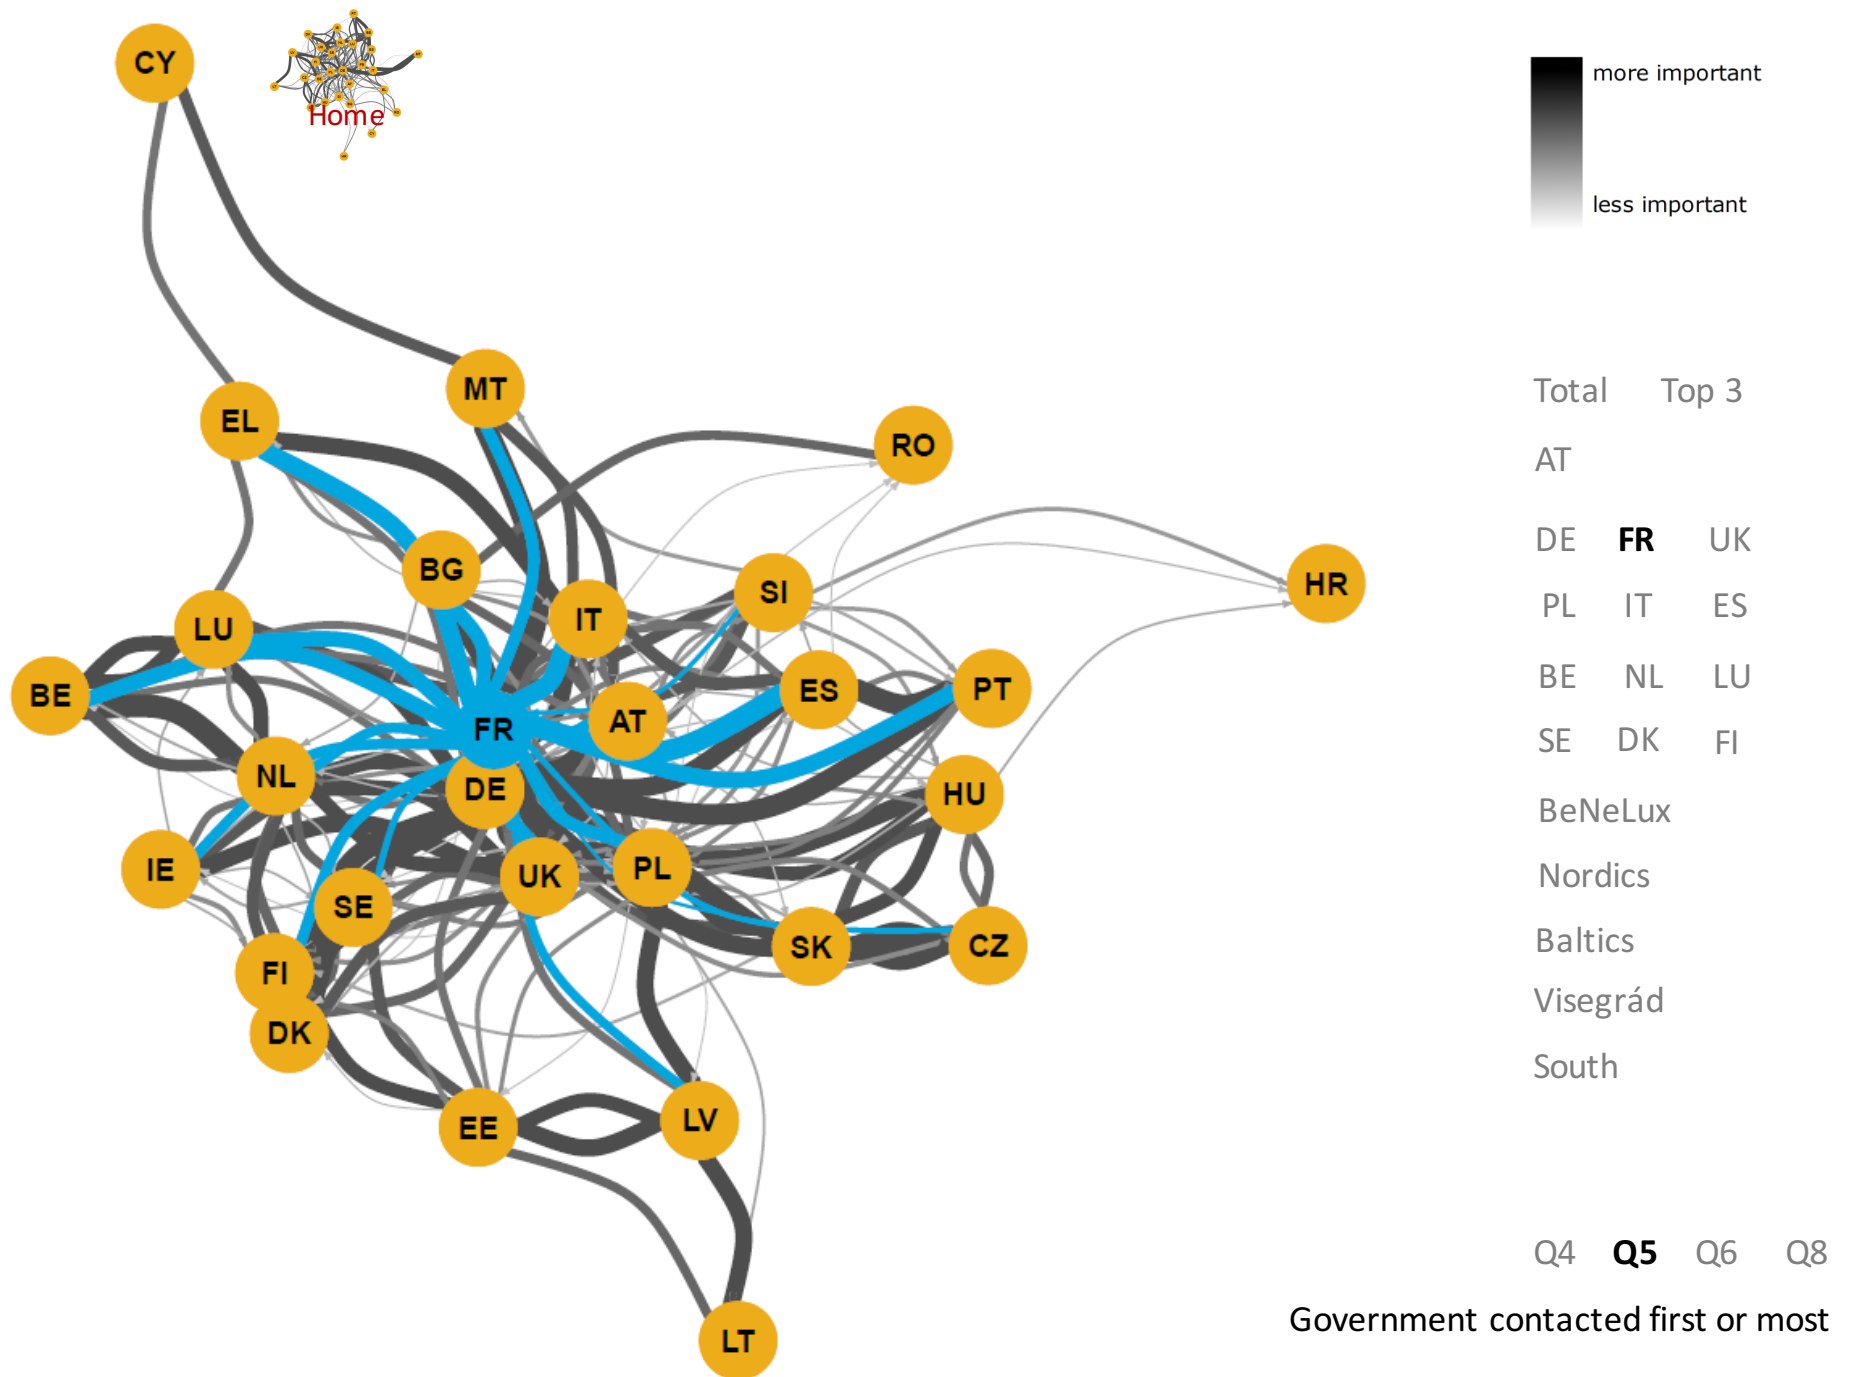 CY
Home
more important
less important
MT
EL
RO
Total Top 3
AT
BG
SI
HR
IT
LU
DE FR UK
PL IT ES
BE
ES
PT
FR
AT
BE NL LU
NL
DE
HU
SE DK FI
IE
UK
PL
BeNeLux
SE
SK
CZ
Nordics
FI
DK
Baltics
Visegrád
South
EE
LV
LT
Q4 Q5 Q6 Q8
Government contacted first or most